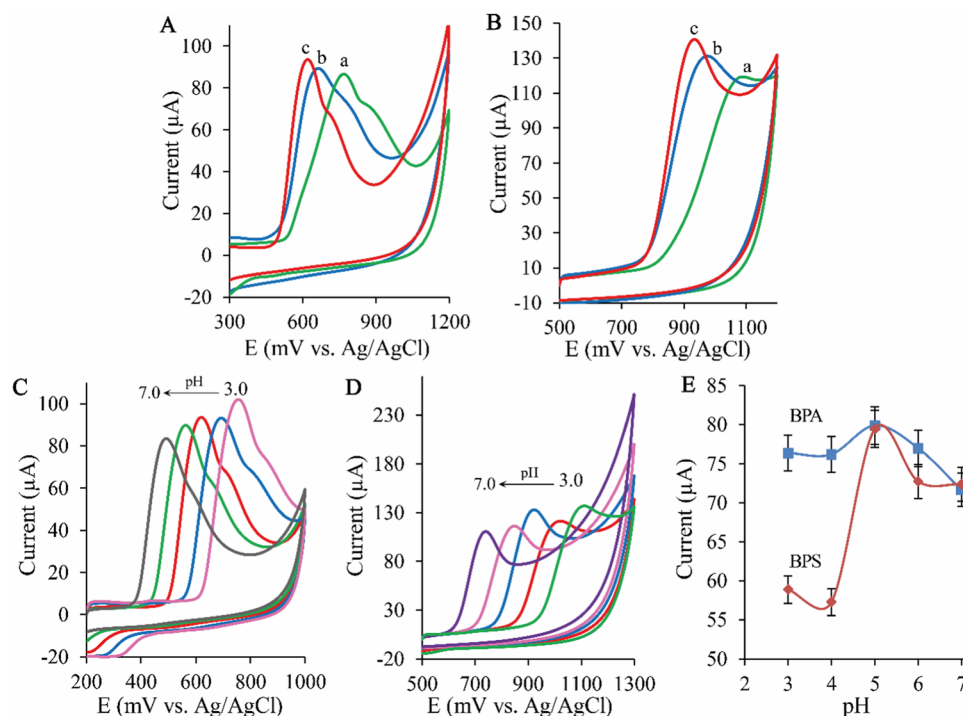 A
100
80
60
40
20
0
-20
Current (µA)
c
b
a
300
600
900
1200
E (mV vs. Ag/AgCl)
B
150
130
110
90
70
50
30
10
-10
Current (µA)
c
b
a
500
700
900
1100
E (mV vs. Ag/AgCl)
C
100
80
60
40
20
0
-20
Current (µA)
pH
7.0
3.0
200
400
600
800
1000
E (mV vs. Ag/AgCl)
D
230
180
130
80
30
-20
Current (µA)
7.0
pII
3.0
500
700
900
1100
1300
E (mV vs. Ag/AgCl)
E
85
80
75
70
65
60
55
50
Current (µA)
BPA
BPS
2
3
4
5
6
7
pH